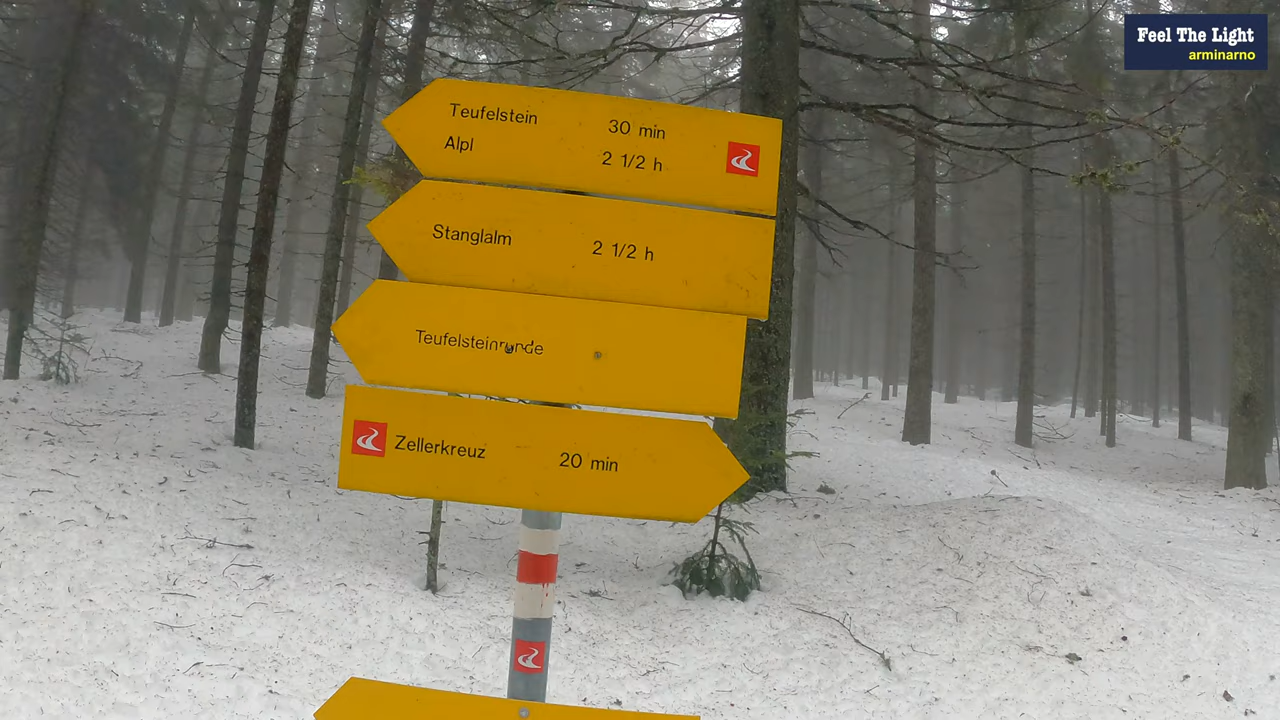 Feel The Light
arminarno
Teufelstein 30 min
Alpl 2 1/2 h
Stanglalm 2 1/2 h
Teufelsteinrunde
Zellerkreuz 20 min